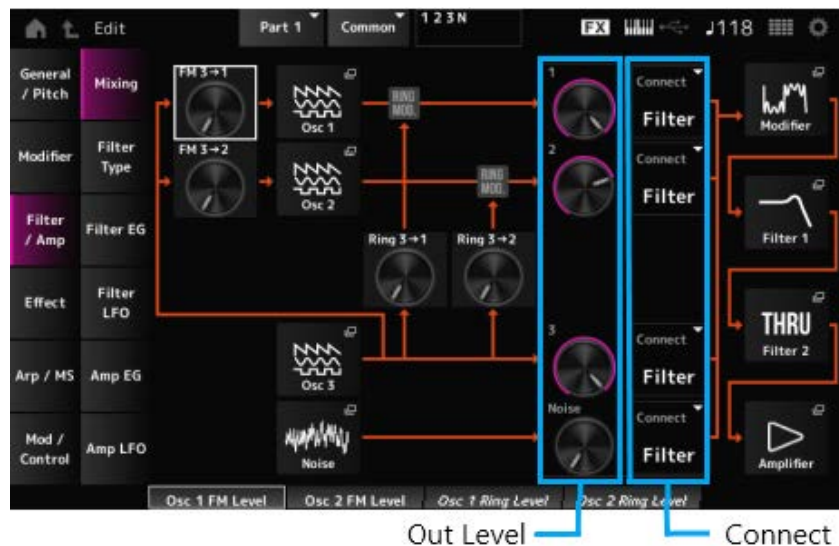 Edit
Part 1
Common
1 2 3 N
FX
♩118
General
/ Pitch
Modifier
Filter
/ Amp
Effect
Arp / MS
Mod /
Control
Mixing
Filter
Type
Filter EG
Filter
LFO
Amp EG
Amp LFO
FM 3→1
FM 3→2
Osc 1
Osc 2
RING
MOD.
RING
MOD.
Ring 3→1
Ring 3→2
Osc 3
Noise
1
2
3
Noise
Connect
Filter
Connect
Filter
Connect
Filter
Connect
Filter
Modifier
Filter 1
THRU
Filter 2
Amplifier
Osc 1 FM Level
Osc 2 FM Level
Osc 1 Ring Level
Osc 2 Ring Level
Out Level
Connect